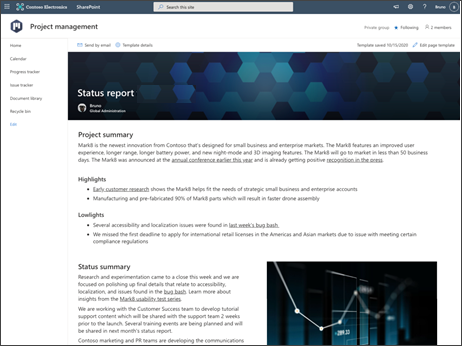 Contoso Electronics SharePoint Search this site ? Bruno
Project management Private group Following 2 members
Send by email Template details Template saved 10/15/2020 Edit page template
Home
Calendar
Progress tracker
Issue tracker
Document library
Recycle bin
Edit
Status report
Bruno
Global Administration
Project summary
Mark8 is the newest innovation from Contoso that's designed for small business and enterprise markets. The Mark8 features an improved user
experience, longer range, longer battery power, and new night-mode and 3D imaging features. The Mark8 will go to market in less than 50 business
days. The Mark8 was announced at the annual conference earlier this year and is already getting positive recognition in the press.
Highlights
• Early customer research shows the Mark8 helps fit the needs of strategic small business and enterprise accounts
• Manufacturing and pre-fabricated 90% of Mark8 parts which will result in faster drone assembly
Lowlights
• Several accessibility and localization issues were found in last week's bug bash.
• We missed the first deadline to apply for international retail licenses in the Americas and Asian markets due to issue with meeting certain
compliance regulations
Status summary
Research and experimentation came to a close this week and we are
focused on polishing up final details that relate to accessibility,
localization, and issues found in the bug bash. Learn more about
insights from the Mark8 usability test series.
We are working with the Customer Success team to develop tutorial
support content which will be shared with the support team 2 weeks
prior to the launch. Several training events are being planned and will
be shared in next month's status report.
Contoso marketing and PR teams are developing the communications